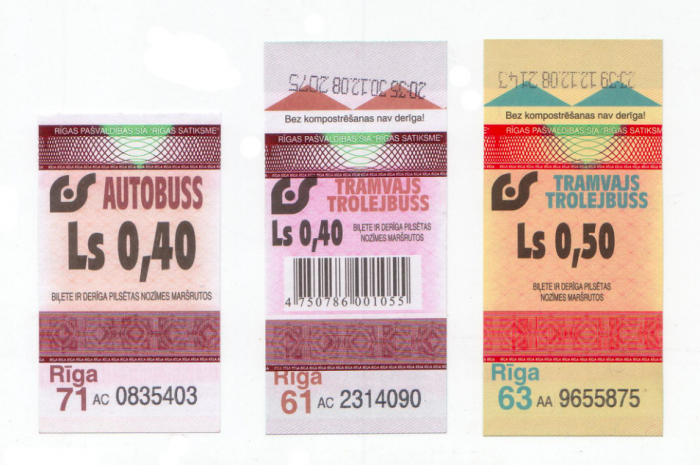 RĪGAS PAŠVALDĪBAS SIA "RĪGAS SATIKSME"
AUTOBUSS
Ls 0,40
BIĻETE IR DERĪGA PILSĒTAS NOZĪMES MARŠRUTOS
Rīga
71 AC 0835403
2075 30.12.08 20-35
Bez kompostrēšanas nav derīga!
RĪGAS PAŠVALDĪBAS SIA "RĪGAS SATIKSME"
TRAMVAJS
TROLEJBUSS
Ls 0,40
BIĻETE IR DERĪGA PILSĒTAS
NOZĪMES MARŠRUTOS
4 750786 001055
Rīga
61 AC 2314090
2143 12.12.08 23-39
Bez kompostrēšanas nav derīga!
RĪGAS PAŠVALDĪBAS SIA "RĪGAS SATIKSM
TRAMVAJS
TROLEJBUSS
Ls 0,50
BIĻETE IR DERĪGA PILSĒTAS
NOZĪMES MARŠRUTOS
Rīga
63 AA 9655875